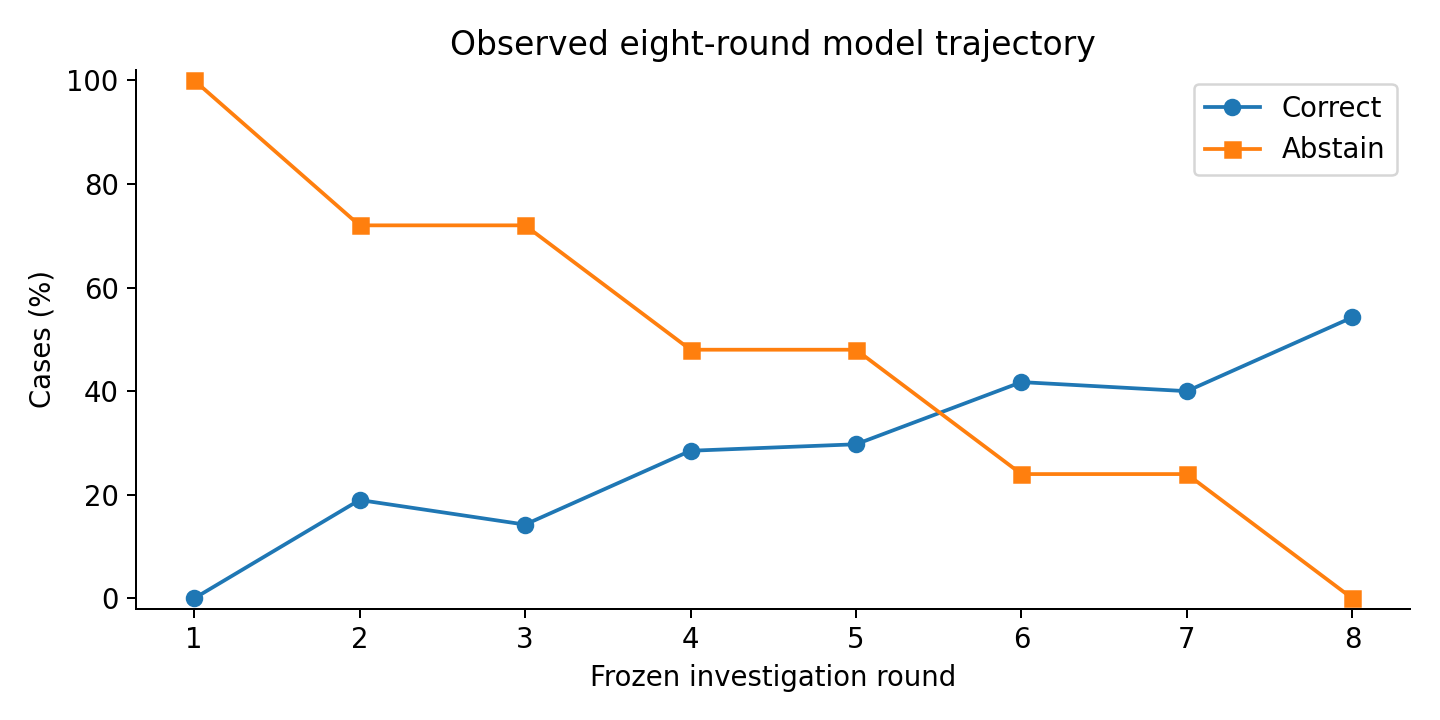 Observed eight-round model trajectory
100
80
60
40
20
0
Cases (%)
Correct
Abstain
1 2 3 4 5 6 7 8
Frozen investigation round